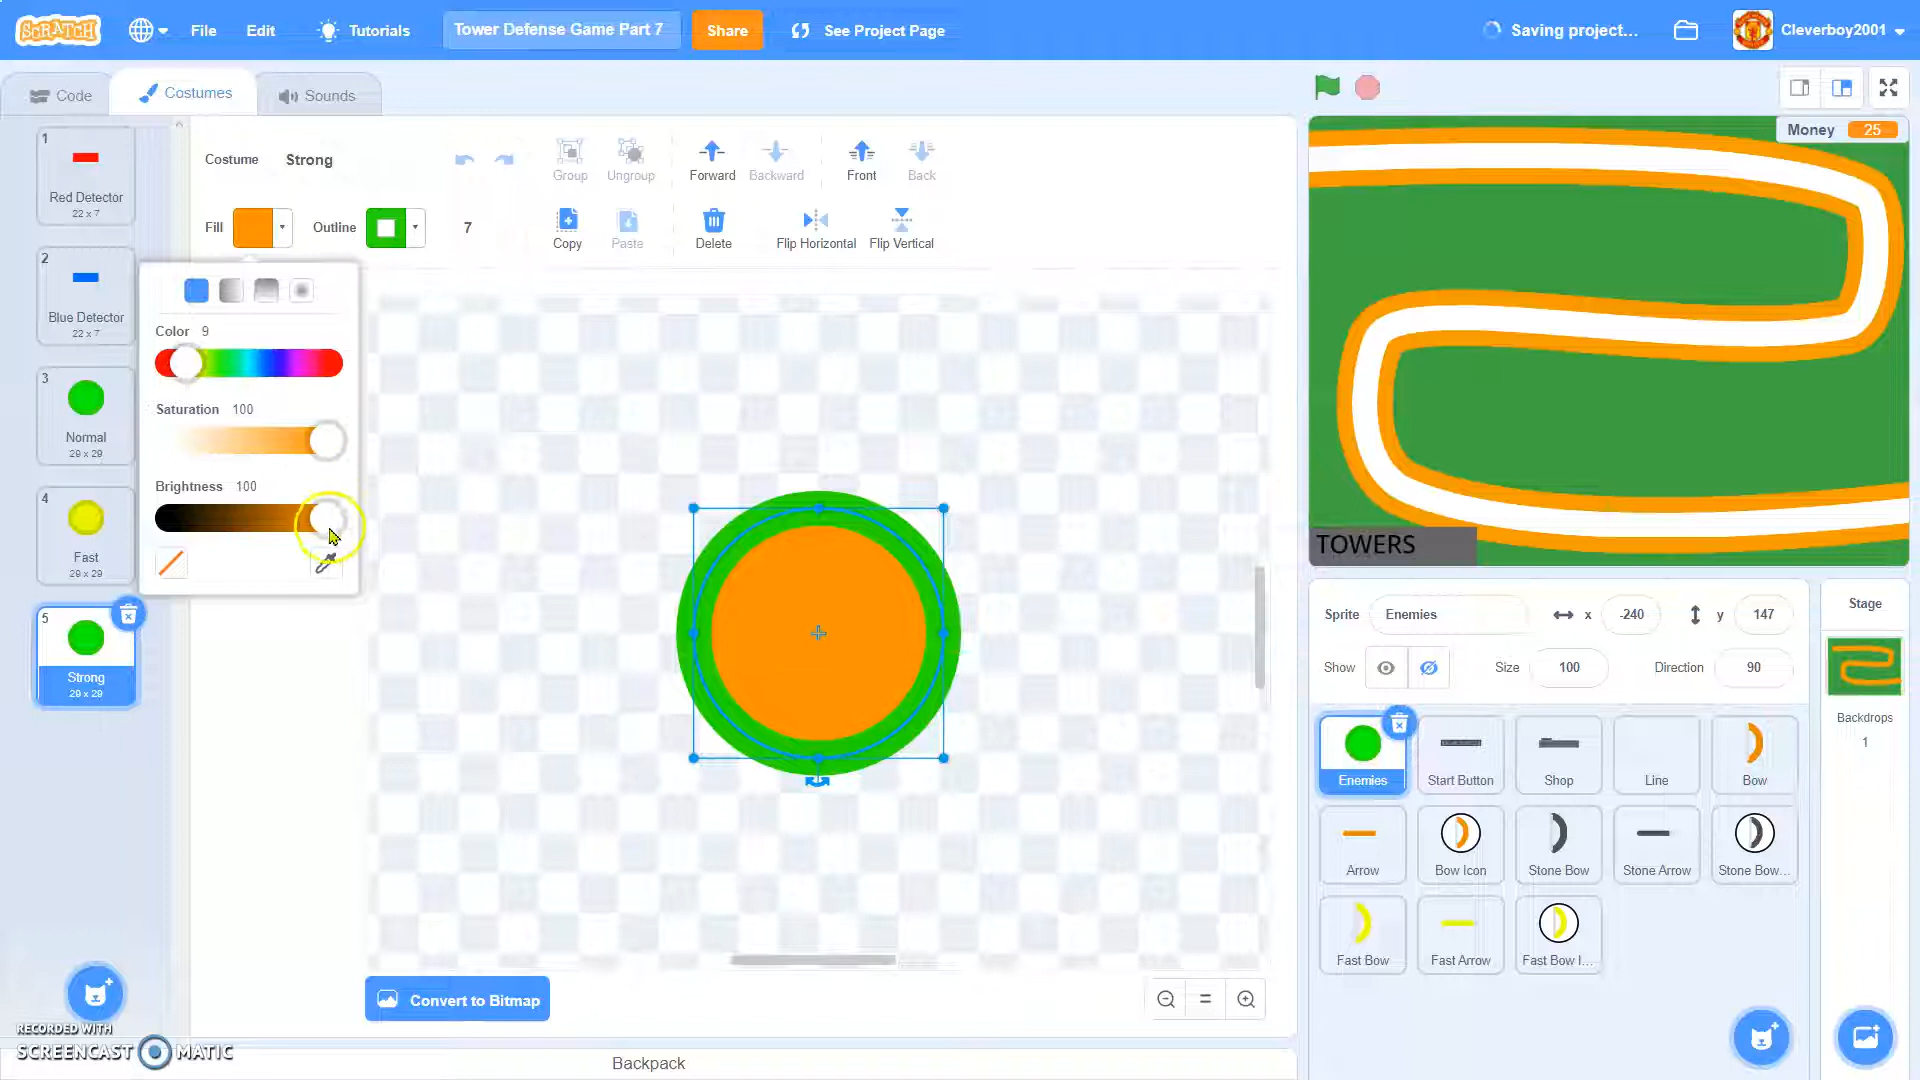 SCRATCH File Edit Tutorials Tower Defense Game Part 7 Share See Project Page Saving project... Cleverboy2001
Code Costumes Sounds
Costume Strong Group Ungroup Forward Backward Front Back
Fill Outline 7 Copy Paste Delete Flip Horizontal Flip Vertical
1
Red Detector
22 x 7
2
Blue Detector
22 x 7
3
Normal
29 x 29
4
Fast
29 x 29
5
Strong
29 x 29
Color 9
Saturation 100
Brightness 100
Convert to Bitmap
Backpack
Money 25
TOWERS
Sprite Enemies x -240 y 147
Show Size 100 Direction 90
Stage
Backdrops
1
Enemies Start Button Shop Line Bow
Arrow Bow Icon Stone Bow Stone Arrow Stone Bow...
Fast Bow Fast Arrow Fast Bow I...
RECORDED WITH
SCREENCAST MATIC